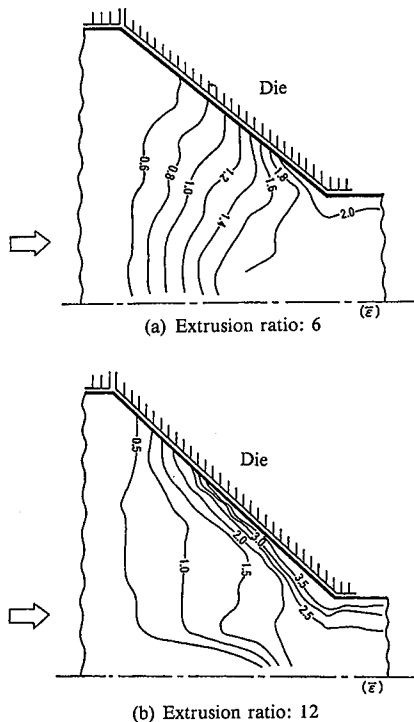 Die
0.6
0.8
1.0
1.2
1.4
1.6
1.8
2.0
(ε̄)
(a) Extrusion ratio: 6
Die
0.5
1.0
1.5
2.0
3.0
3.5
2.5
(ε̄)
(b) Extrusion ratio: 12